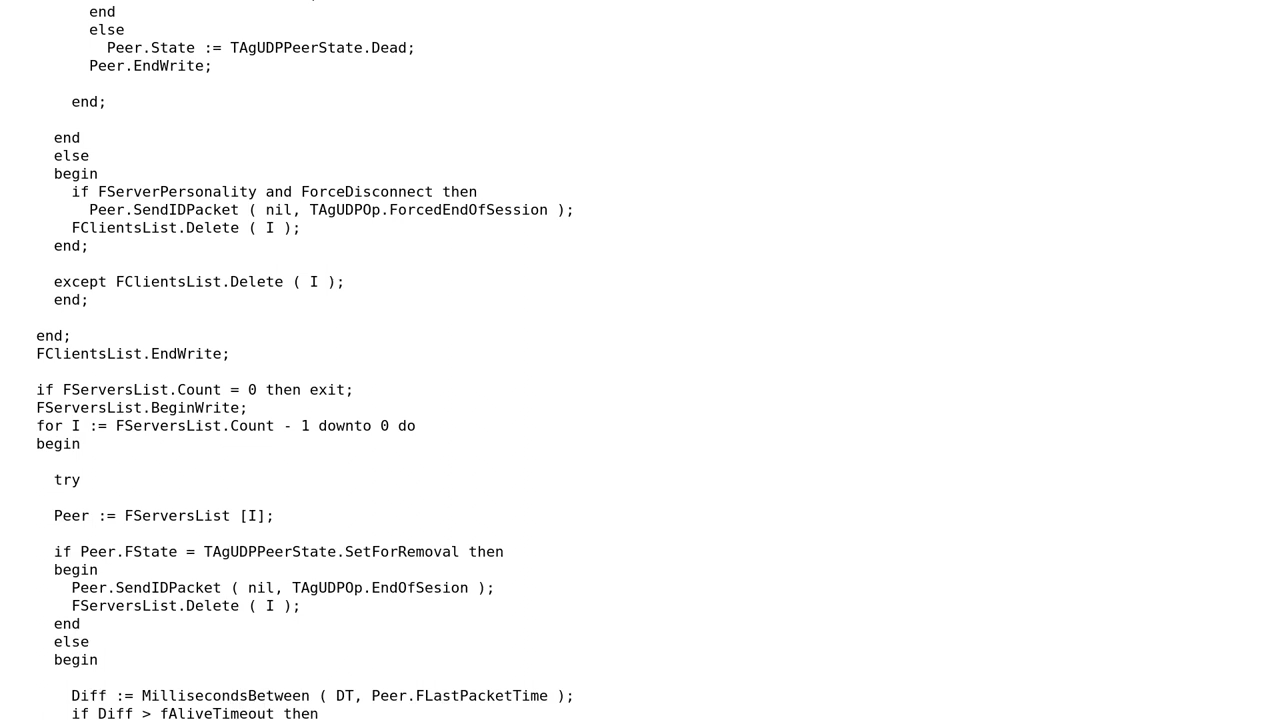 end
else
Peer.State := TAgUDPPeerState.Dead;
Peer.EndWrite;
end;
end
else
begin
if FServerPersonality and ForceDisconnect then
Peer.SendIDPacket ( nil, TAgUDPOp.ForcedEndOfSession );
FClientsList.Delete ( I );
end;
except FClientsList.Delete ( I );
end;
end;
FClientsList.EndWrite;
if FServersList.Count = 0 then exit;
FServersList.BeginWrite;
for I := FServersList.Count - 1 downto 0 do
begin
try
Peer := FServersList [I];
if Peer.FState = TAgUDPPeerState.SetForRemoval then
begin
Peer.SendIDPacket ( nil, TAgUDPOp.EndOfSesion );
FServersList.Delete ( I );
end
else
begin
Diff := MillisecondsBetween ( DT, Peer.FLastPacketTime );
if Diff > fAliveTimeout then